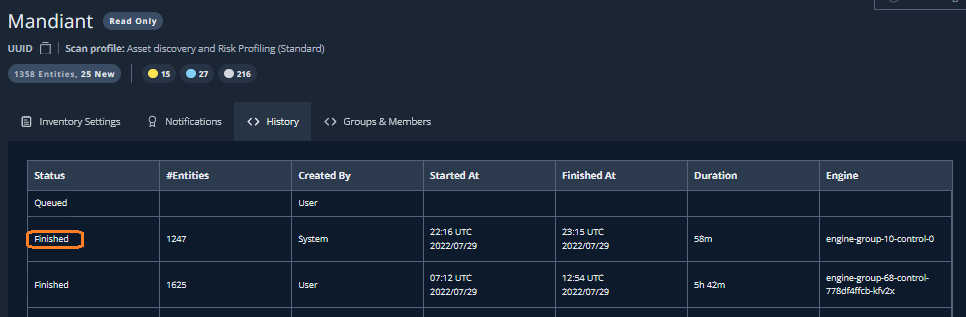 Mandiant Read Only
UUID Scan profile: Asset discovery and Risk Profiling (Standard)
1358 Entities, 25 New 15 27 216
Inventory Settings Notifications History Groups & Members
Status #Entities Created By Started At Finished At Duration Engine
Queued User
Finished 1247 System 22:16 UTC 2022/07/29 23:15 UTC 2022/07/29 58m engine-group-10-control-0
Finished 1625 User 07:12 UTC 2022/07/29 12:54 UTC 2022/07/29 5h 42m engine-group-68-control-778df4ffcb-kfv2x